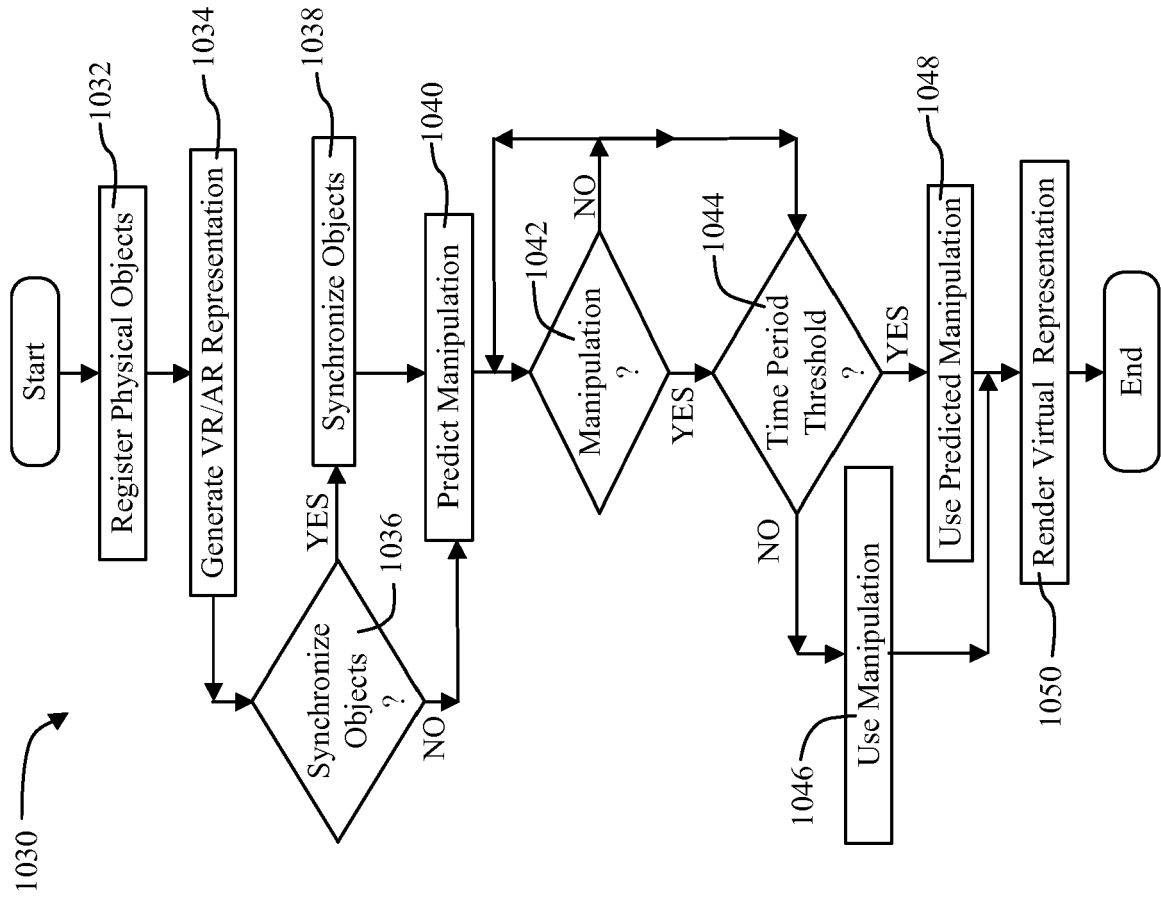 1030
Start
Register Physical Objects
1032
Generate VR/AR Representation
1034
Synchronize
Objects
?
1036
YES
NO
Synchronize Objects
1038
Predict Manipulation
1040
Manipulation
?
1042
NO
YES
Time Period
Threshold
?
1044
NO
YES
Use Manipulation
1046
Use Predicted Manipulation
1048
Render Virtual Representation
1050
End